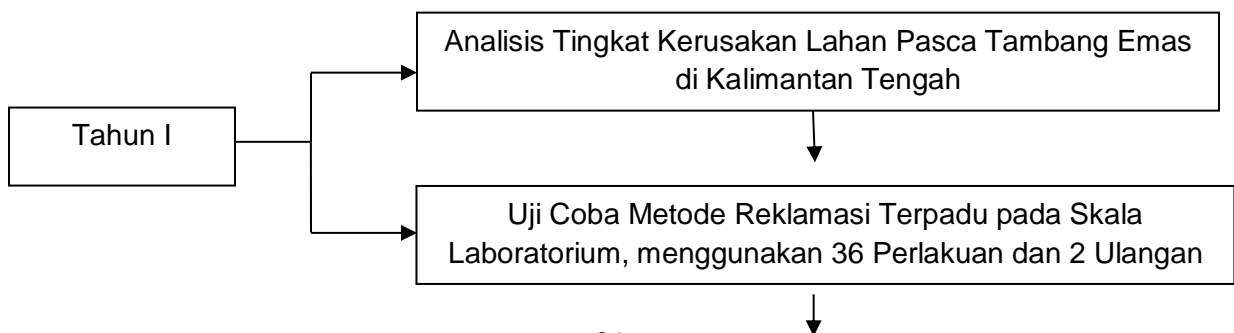 Analisis Tingkat Kerusakan Lahan Pasca Tambang Emas
di Kalimantan Tengah
Tahun I
Uji Coba Metode Reklamasi Terpadu pada Skala
Laboratorium, menggunakan 36 Perlakuan dan 2 Ulangan